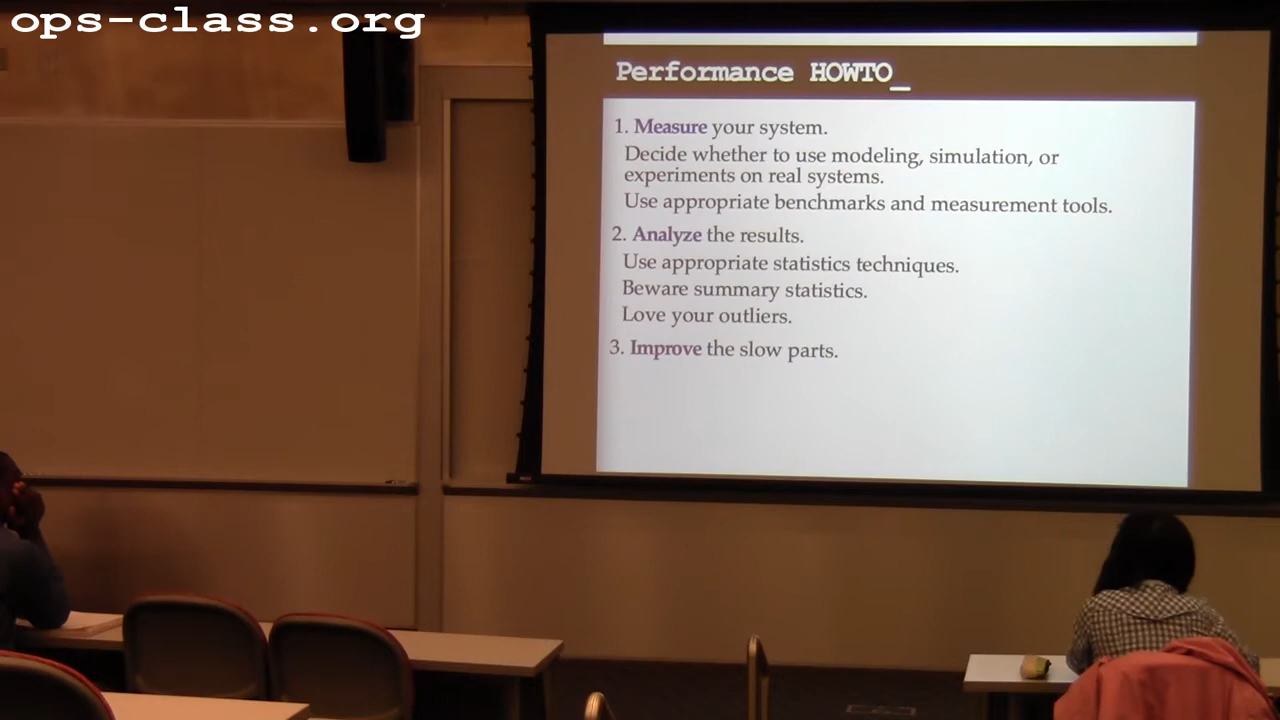 ops-class.org
Performance HOWTO_
1. Measure your system.
Decide whether to use modeling, simulation, or
experiments on real systems.
Use appropriate benchmarks and measurement tools.
2. Analyze the results.
Use appropriate statistics techniques.
Beware summary statistics.
Love your outliers.
3. Improve the slow parts.